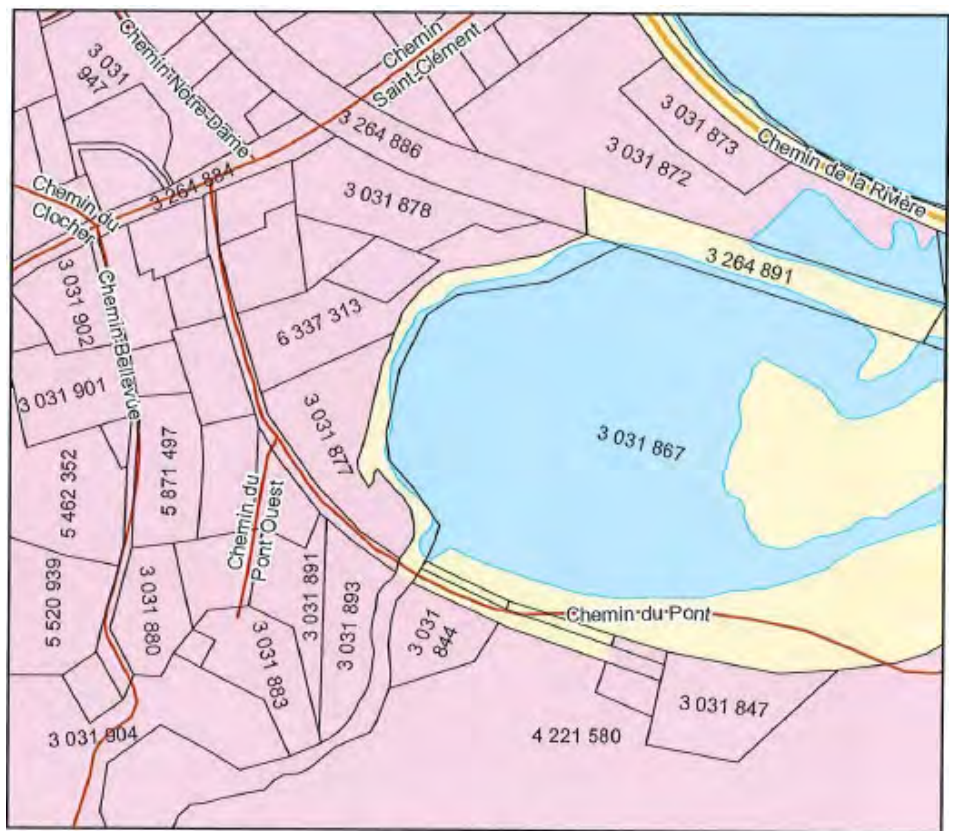 Chemin
Saint-Clément
Chemin-Notre-Dame
3 031
947
3 264 886
3 031 873
Chemin de la Rivière
3 031 872
3 264 884
Chemin du
Clocher
3 031 878
3 264 891
3 031 902
Chemin Bellevue
6 337 313
3 031 901
3 031 877
3 031 867
5 462 352
5 871 497
Chemin du
Pont Ouest
5 520 939
3 031 880
3 031 891
3 031 893
3 031
844
Chemin du Pont
3 031 883
3 031 847
3 031 904
4 221 580